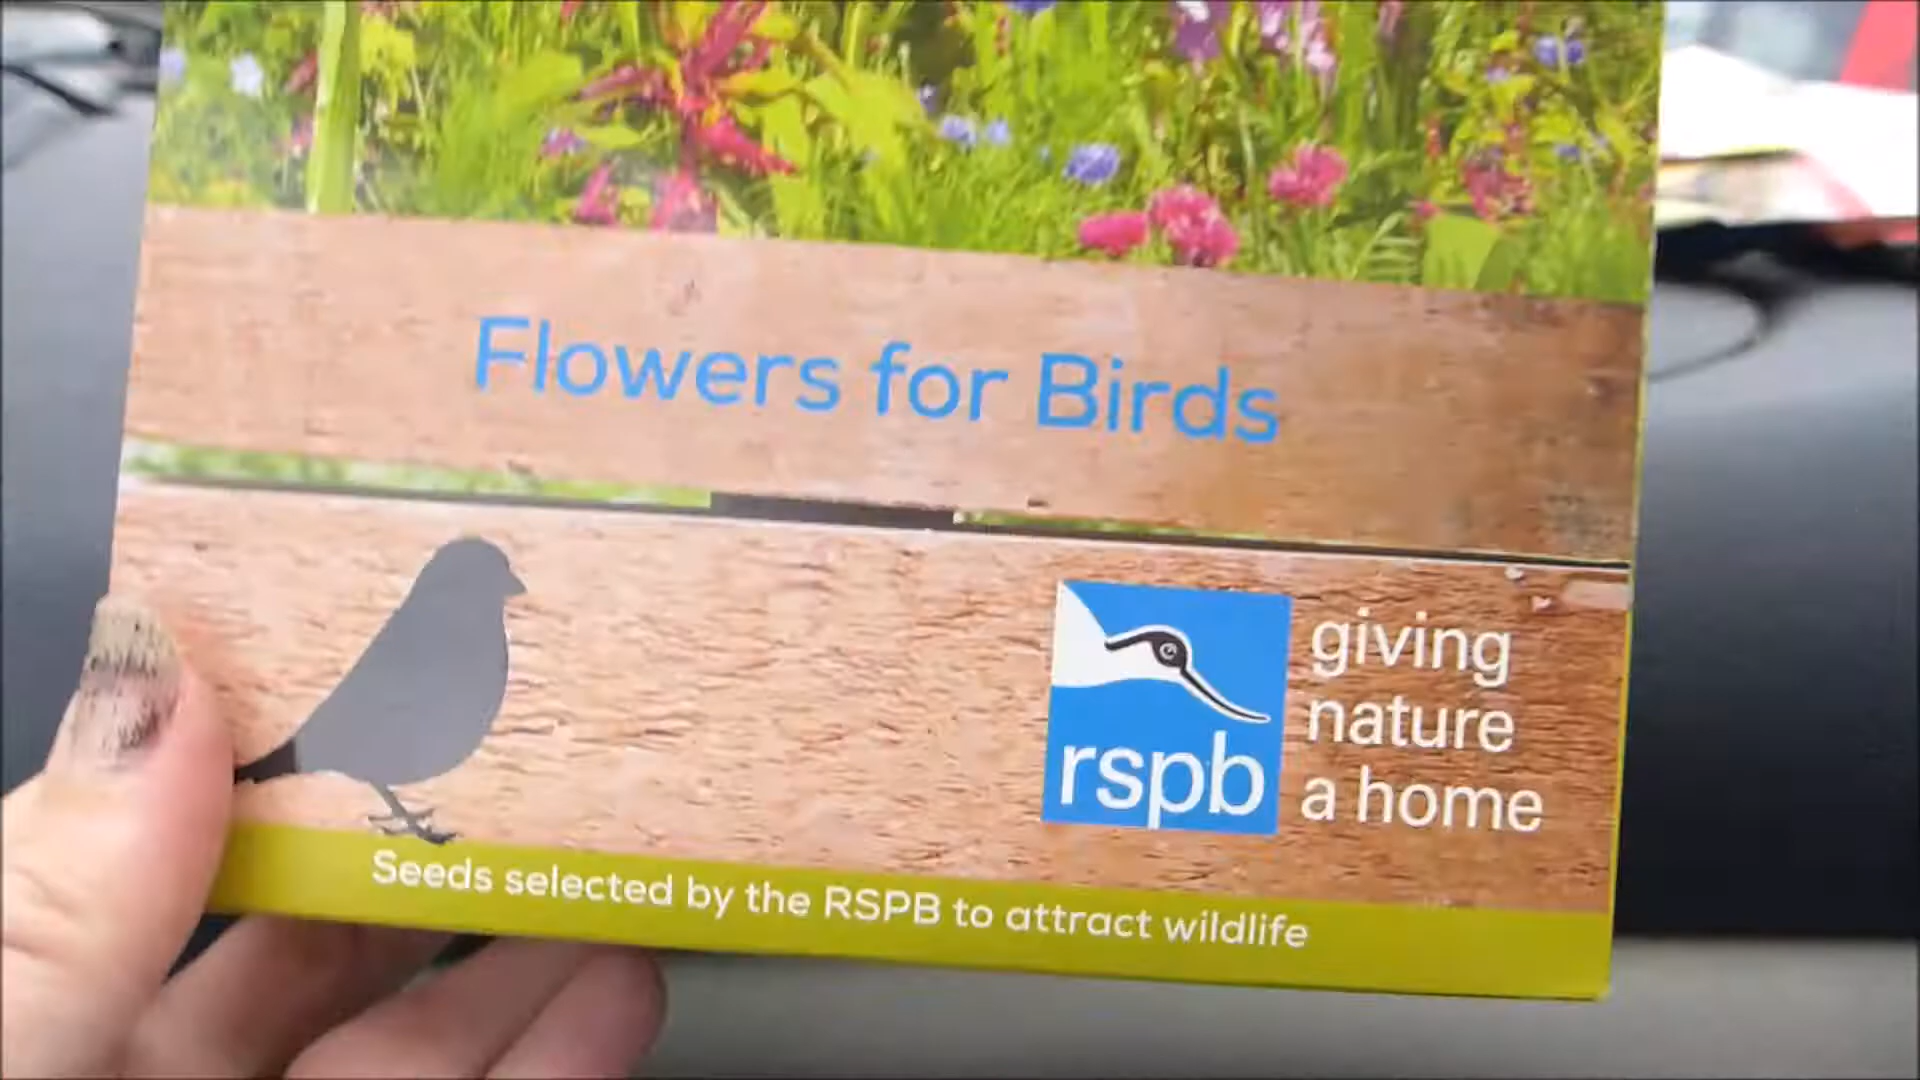 Flowers for Birds
giving
nature
a home
rspb
Seeds selected by the RSPB to attract wildlife